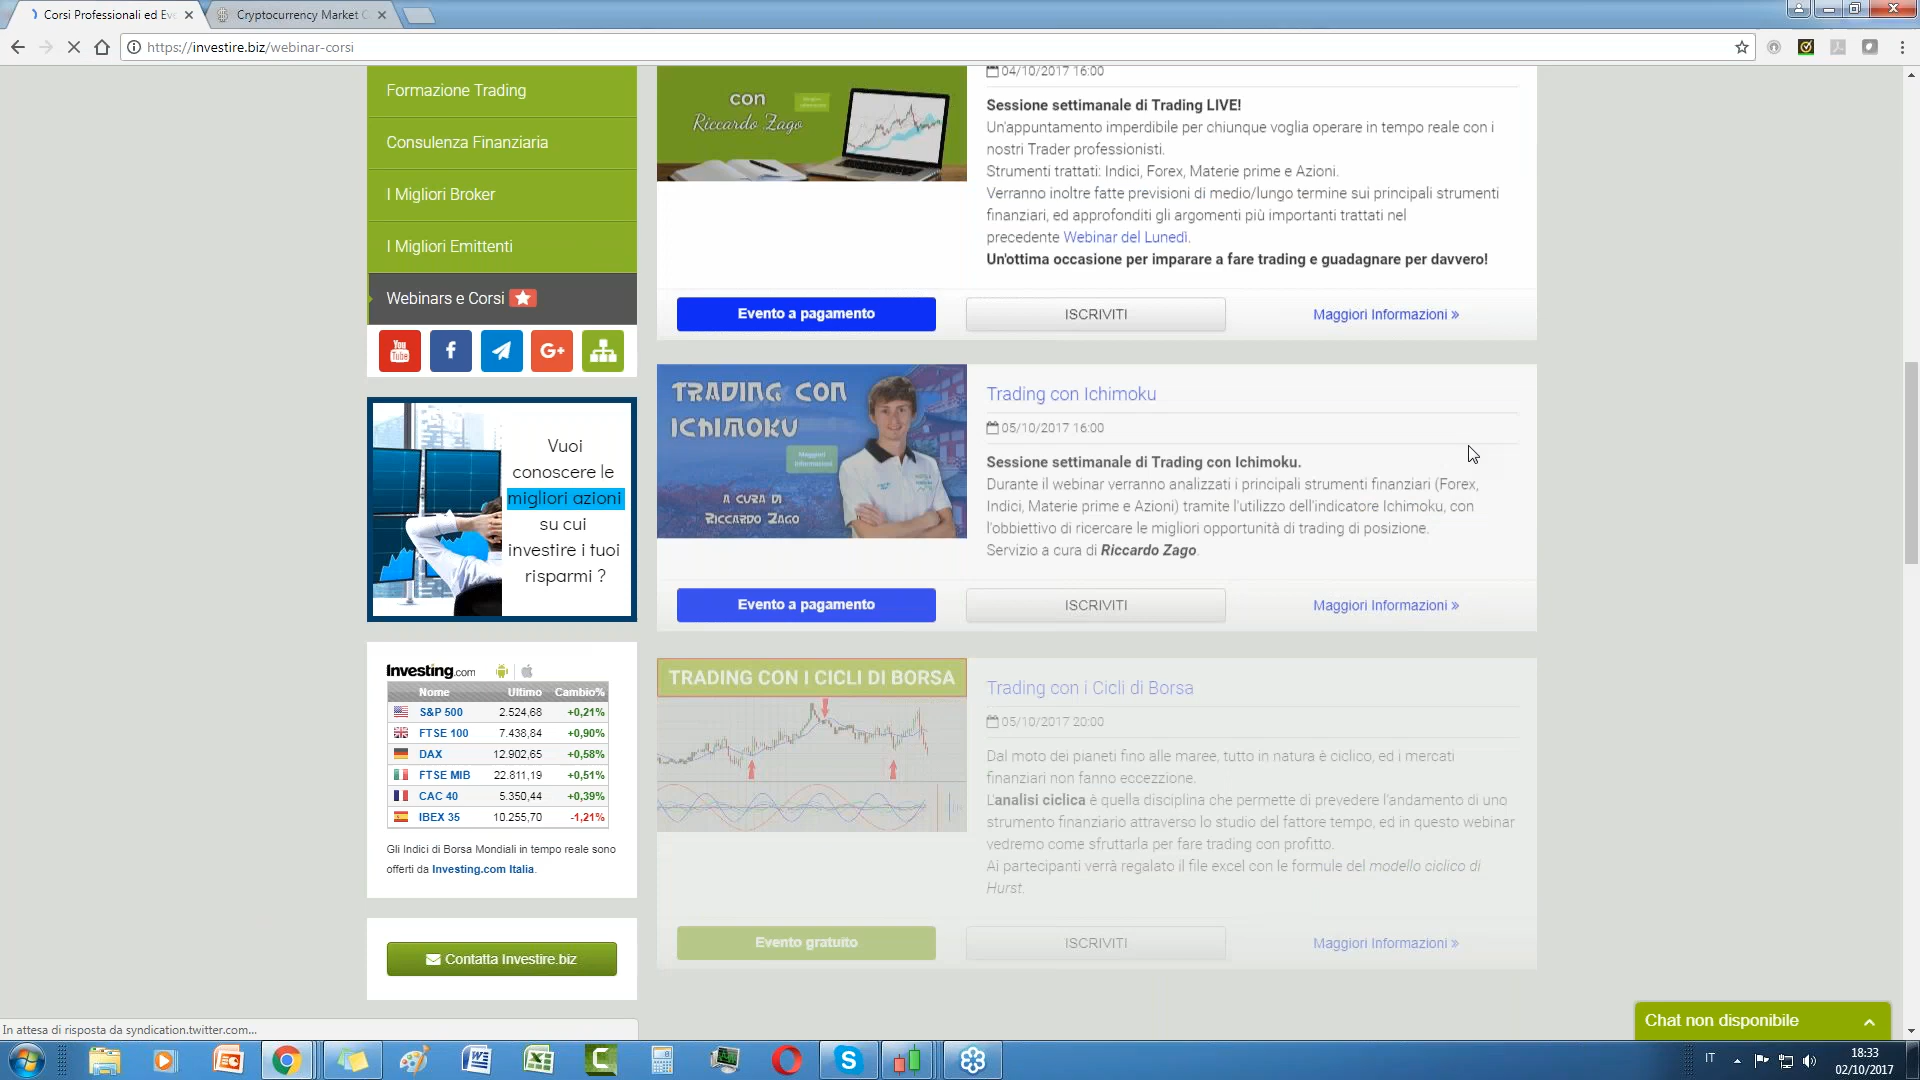 Corsi Professionali ed Eve
Cryptocurrency Market C
https://investire.biz/webinar-corsi
Formazione Trading
Consulenza Finanziaria
I Migliori Broker
I Migliori Emittenti
Webinars e Corsi
You
Tube
f
G+
Vuoi
conoscere le
migliori azioni
su cui
investire i tuoi
risparmi ?
Investing.com
Nome Ultimo Cambio%
S&P 500 2.524,68 +0,21%
FTSE 100 7.438,84 +0,90%
DAX 12.902,65 +0,58%
FTSE MIB 22.811,19 +0,51%
CAC 40 5.350,44 +0,39%
IBEX 35 10.255,70 -1,21%
Gli Indici di Borsa Mondiali in tempo reale sono
offerti da Investing.com Italia.
Contatta Investire.biz
con
Riccardo Zago
04/10/2017 16:00
Sessione settimanale di Trading LIVE!
Un'appuntamento imperdibile per chiunque voglia operare in tempo reale con i
nostri Trader professionisti.
Strumenti trattati: Indici, Forex, Materie prime e Azioni.
Verranno inoltre fatte previsioni di medio/lungo termine sui principali strumenti
finanziari, ed approfonditi gli argomenti più importanti trattati nel
precedente Webinar del Lunedì.
Un'ottima occasione per imparare a fare trading e guadagnare per davvero!
Evento a pagamento ISCRIVITI Maggiori Informazioni »
TRADING CON
ICHIMOKU
Maggiori
Informazioni
A CURA DI
RICCARDO ZAGO
Trading con Ichimoku
05/10/2017 16:00
Sessione settimanale di Trading con Ichimoku.
Durante il webinar verranno analizzati i principali strumenti finanziari (Forex,
Indici, Materie prime e Azioni) tramite l'utilizzo dell'indicatore Ichimoku, con
l'obbiettivo di ricercare le migliori opportunità di trading di posizione.
Servizio a cura di Riccardo Zago.
Evento a pagamento ISCRIVITI Maggiori Informazioni »
TRADING CON I CICLI DI BORSA
Trading con i Cicli di Borsa
05/10/2017 20:00
Dal moto dei pianeti fino alle maree, tutto in natura è ciclico, ed i mercati
finanziari non fanno eccezzione.
L'analisi ciclica è quella disciplina che permette di prevedere l'andamento di uno
strumento finanziario attraverso lo studio del fattore tempo, ed in questo webinar
vedremo come sfruttarla per fare trading con profitto.
Ai partecipanti verrà regalato il file excel con le formule del modello ciclico di
Hurst.
Evento gratuito ISCRIVITI Maggiori Informazioni »
Chat non disponibile
In attesa di risposta da syndication.twitter.com...
IT
18:33
02/10/2017